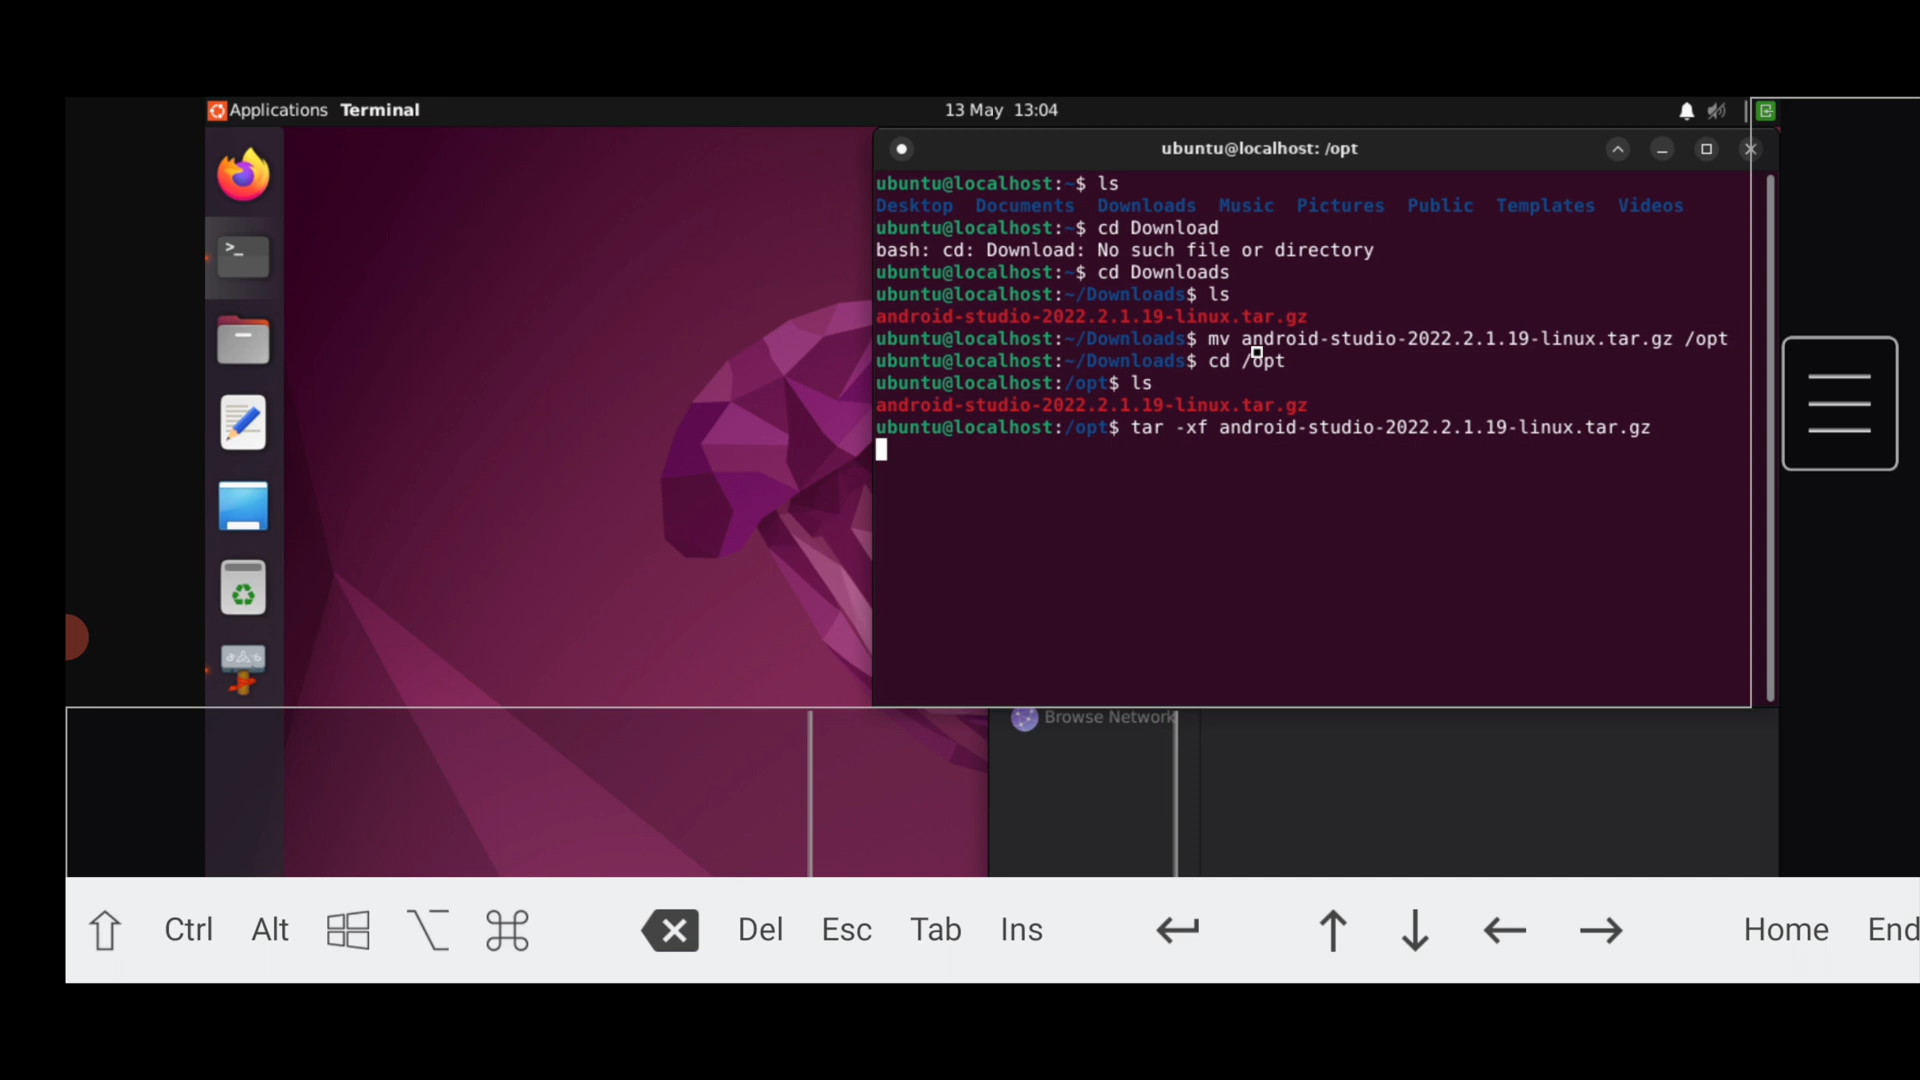 Applications Terminal 13 May 13:04
ubuntu@localhost: /opt
ubuntu@localhost:~$ ls
Desktop Documents Downloads Music Pictures Public Templates Videos
ubuntu@localhost:~$ cd Download
bash: cd: Download: No such file or directory
ubuntu@localhost:~$ cd Downloads
ubuntu@localhost:~/Downloads$ ls
android-studio-2022.2.1.19-linux.tar.gz
ubuntu@localhost:~/Downloads$ mv android-studio-2022.2.1.19-linux.tar.gz /opt
ubuntu@localhost:~/Downloads$ cd /opt
ubuntu@localhost:/opt$ ls
android-studio-2022.2.1.19-linux.tar.gz
ubuntu@localhost:/opt$ tar -xf android-studio-2022.2.1.19-linux.tar.gz
Browse Network
Ctrl Alt Del Esc Tab Ins Home End